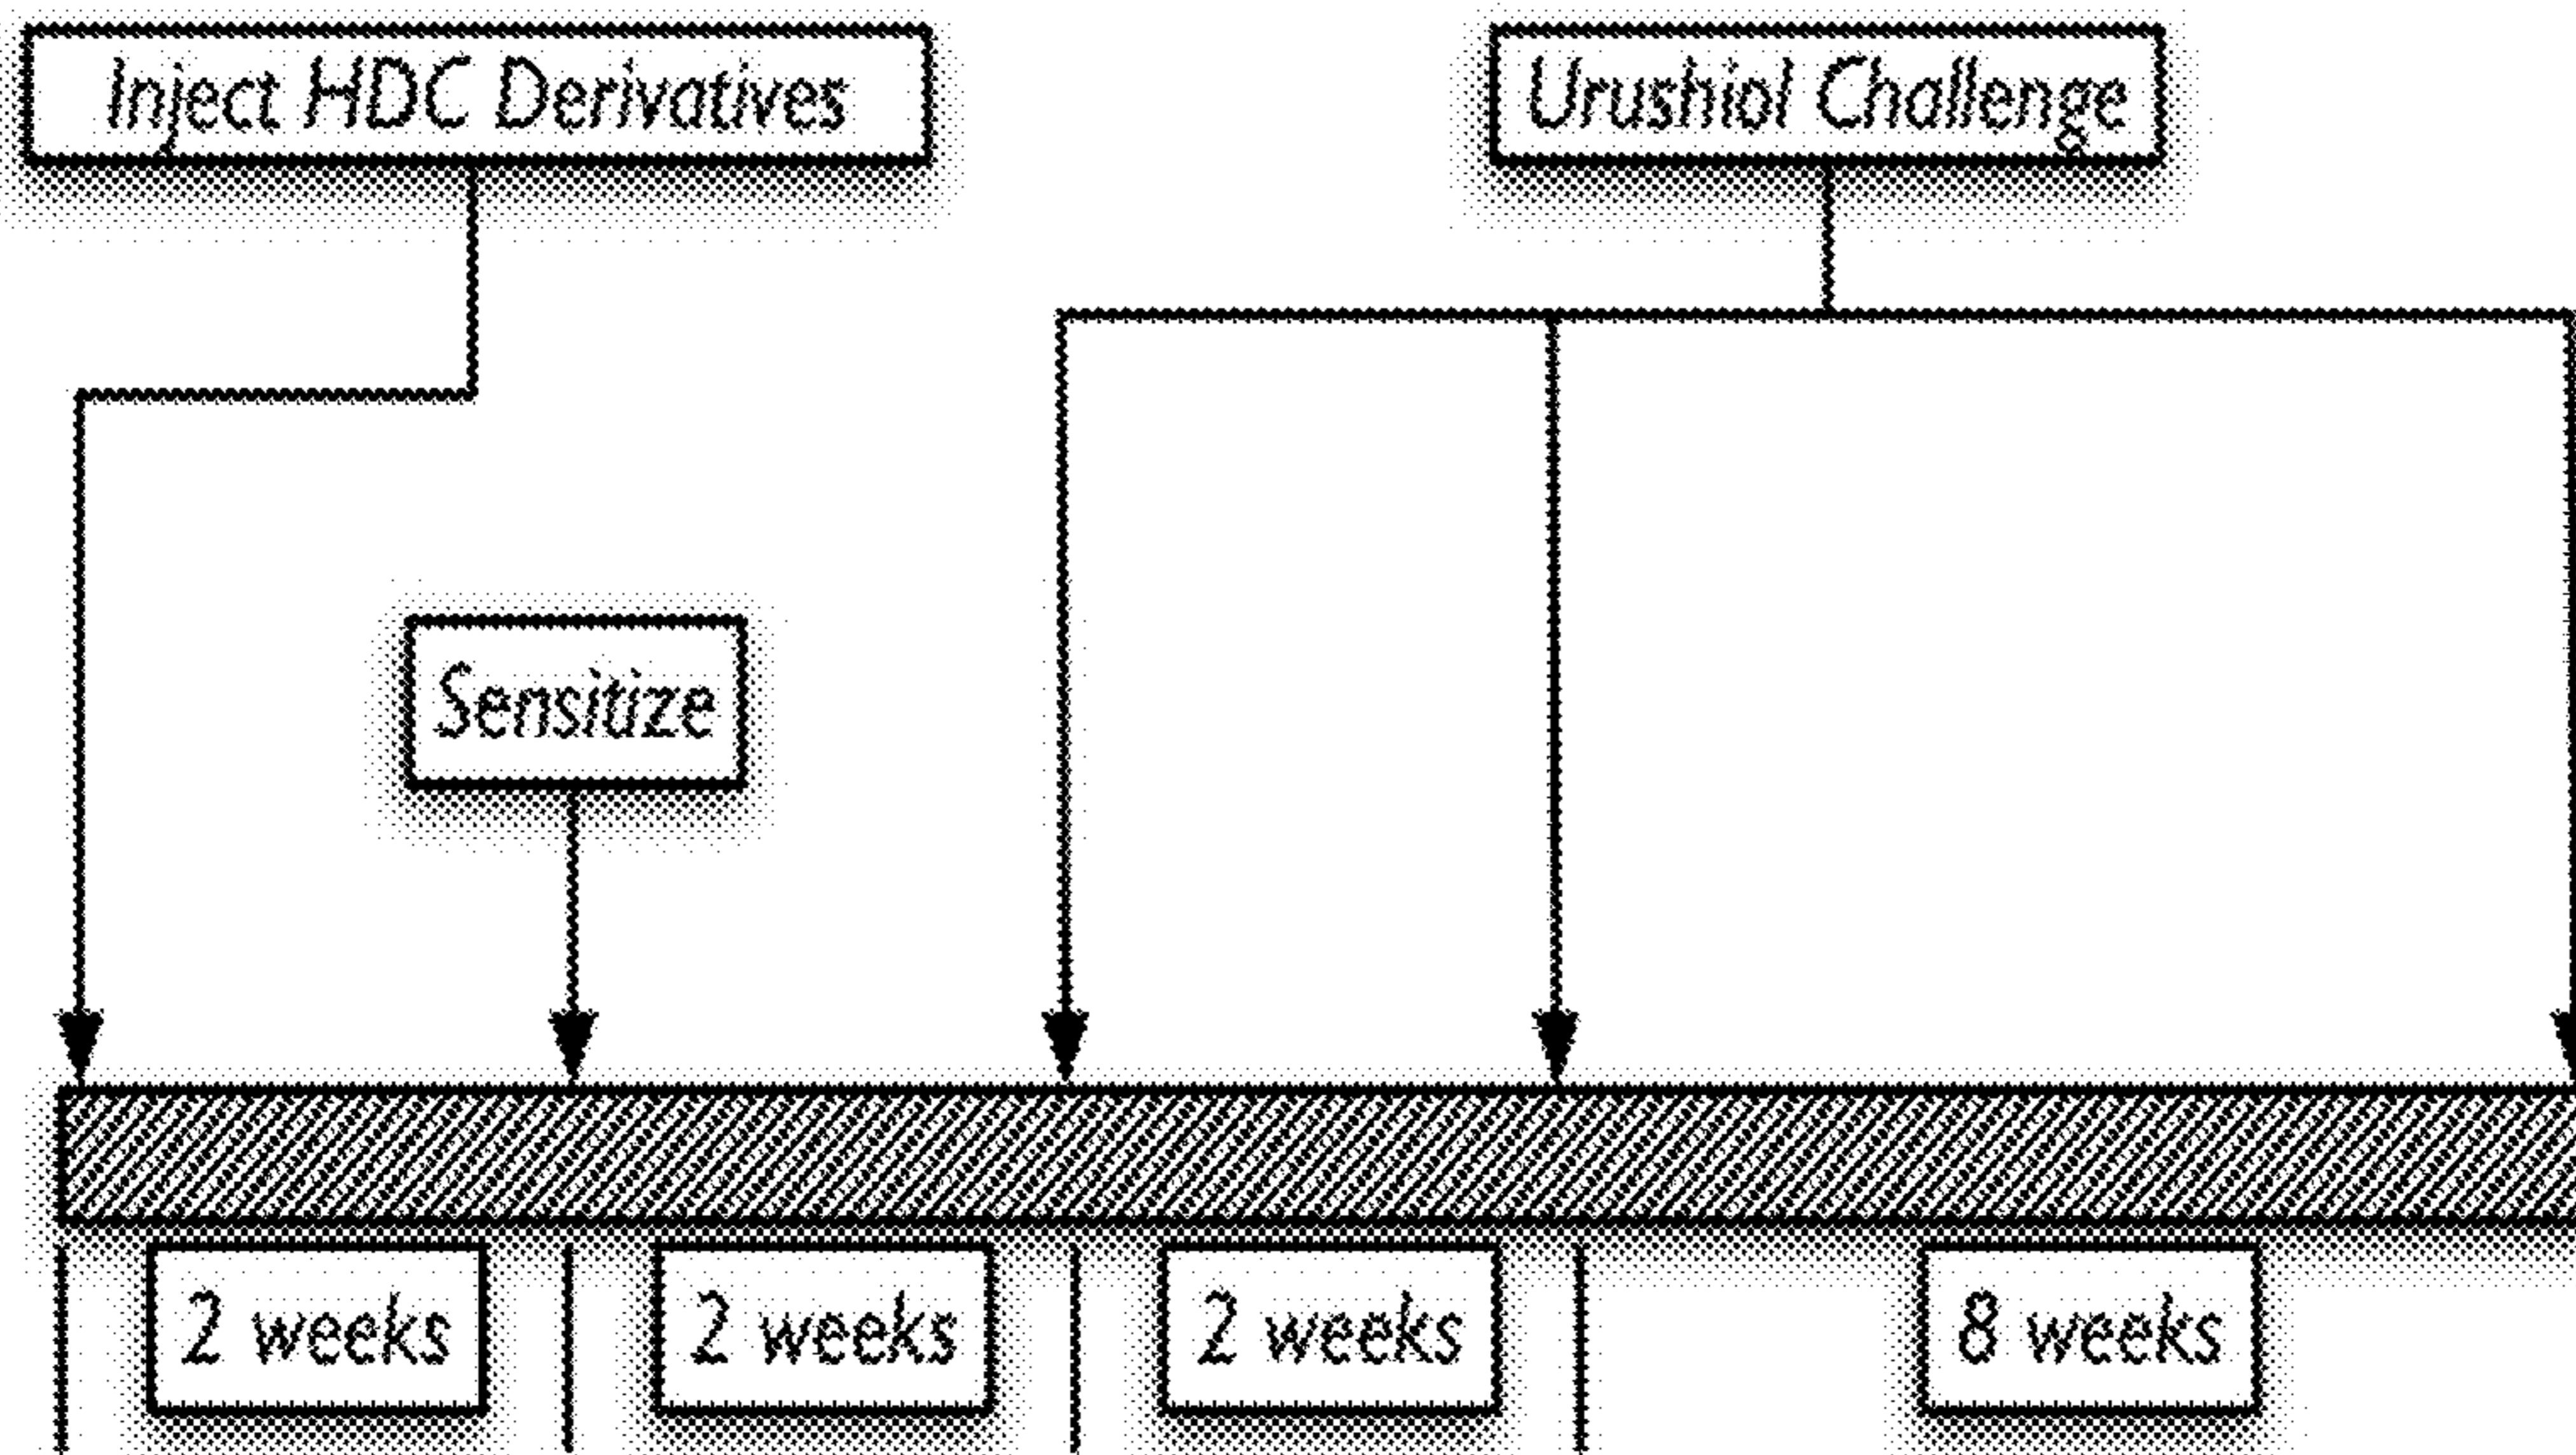 Inject HDC Derivatives
Urushiol Challenge
Sensitize
2 weeks
2 weeks
2 weeks
8 weeks